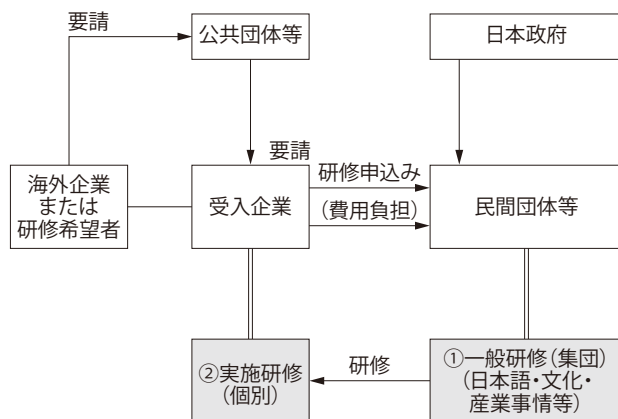 要請
公共団体等
日本政府
要請
海外企業
または
研修希望者
受入企業
研修申込み
(費用負担)
民間団体等
②実施研修
(個別)
研修
①一般研修(集団)
(日本語・文化・
産業事情等)